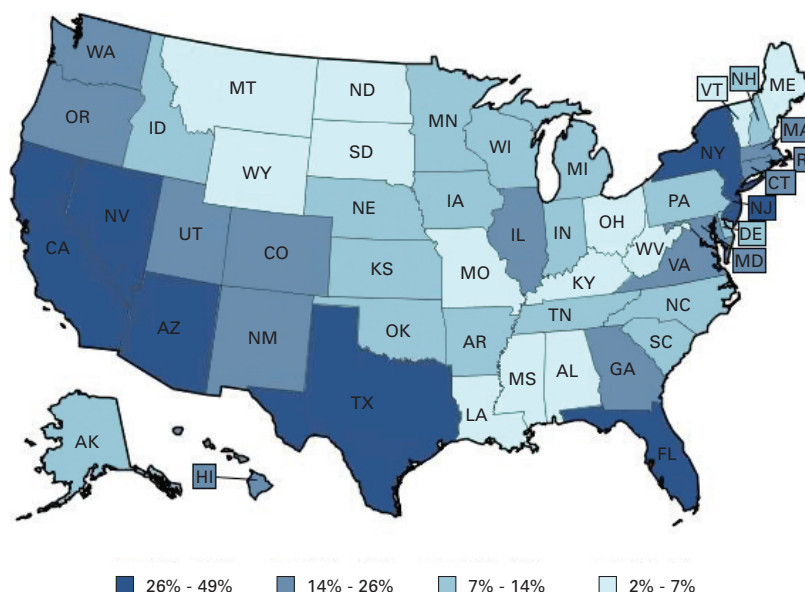 WA
MT
ND
VT
NH
ME
OR
ID
MN
MA
WY
SD
WI
NY
MI
CT
NV
NE
IA
PA
NJ
CA
UT
CO
IL
IN
OH
DE
WV
MD
KS
MO
KY
VA
AZ
NM
OK
AR
TN
NC
SC
MS
AL
GA
TX
LA
AK
FL
HI
26% - 49%
14% - 26%
7% - 14%
2% - 7%